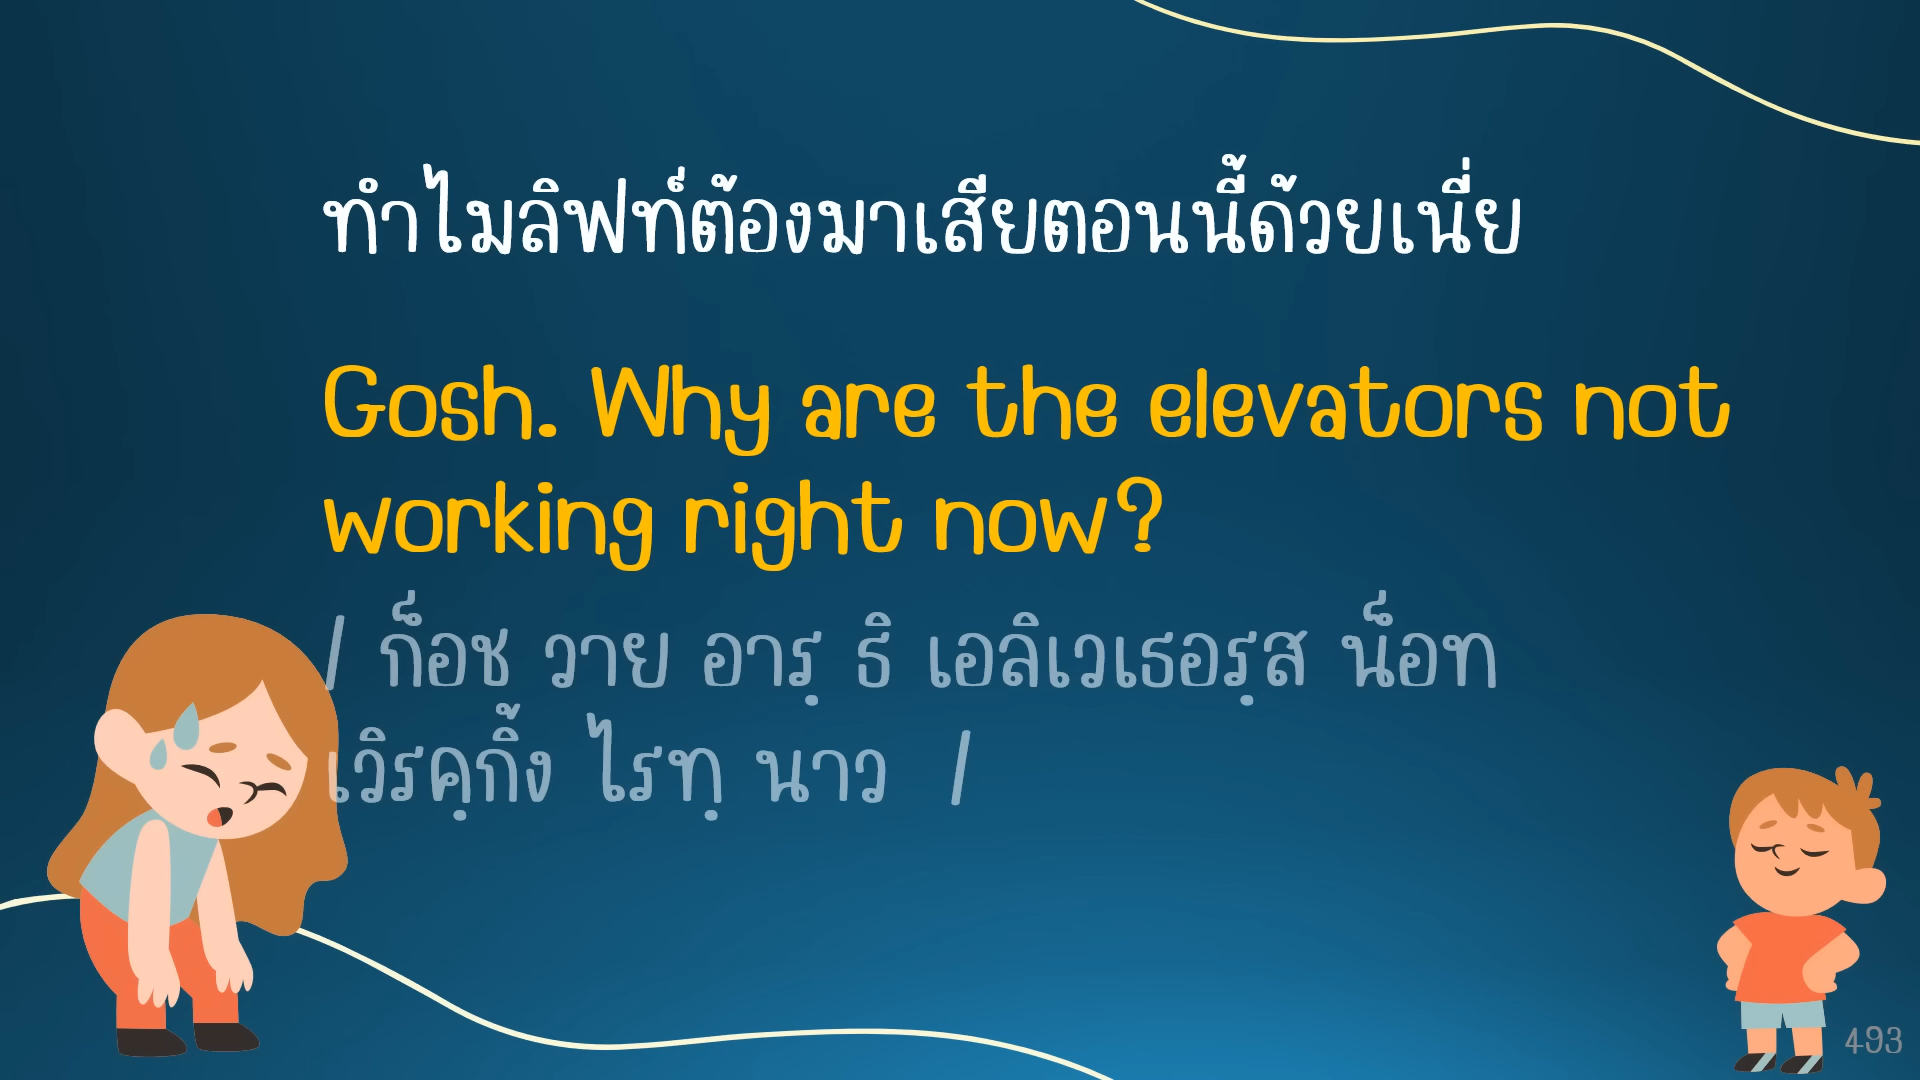 ทำไมลิฟท์ต้องมาเสียตอนนี้ด้วยเนี่ย
Gosh. Why are the elevators not
working right now?
/ ก็อช วาย อารฺ ธิ เอลิเวเธอรฺส น็อท
เวิรคฺกิ้ง ไรทฺ นาว /
493